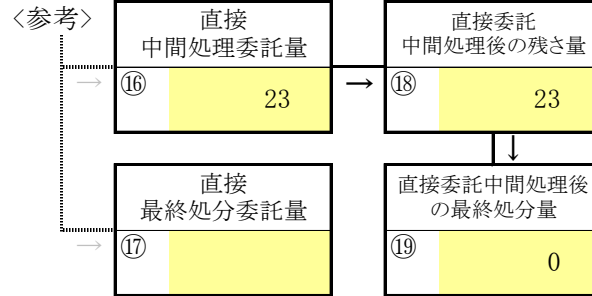 〈参考〉
直接
中間処理委託量
⑯
23
→
→
直接委託
中間処理後の残さ量
⑱
23
↓
直接
最終処分委託量
⑰
→
直接委託中間処理後
の最終処分量
⑲
0